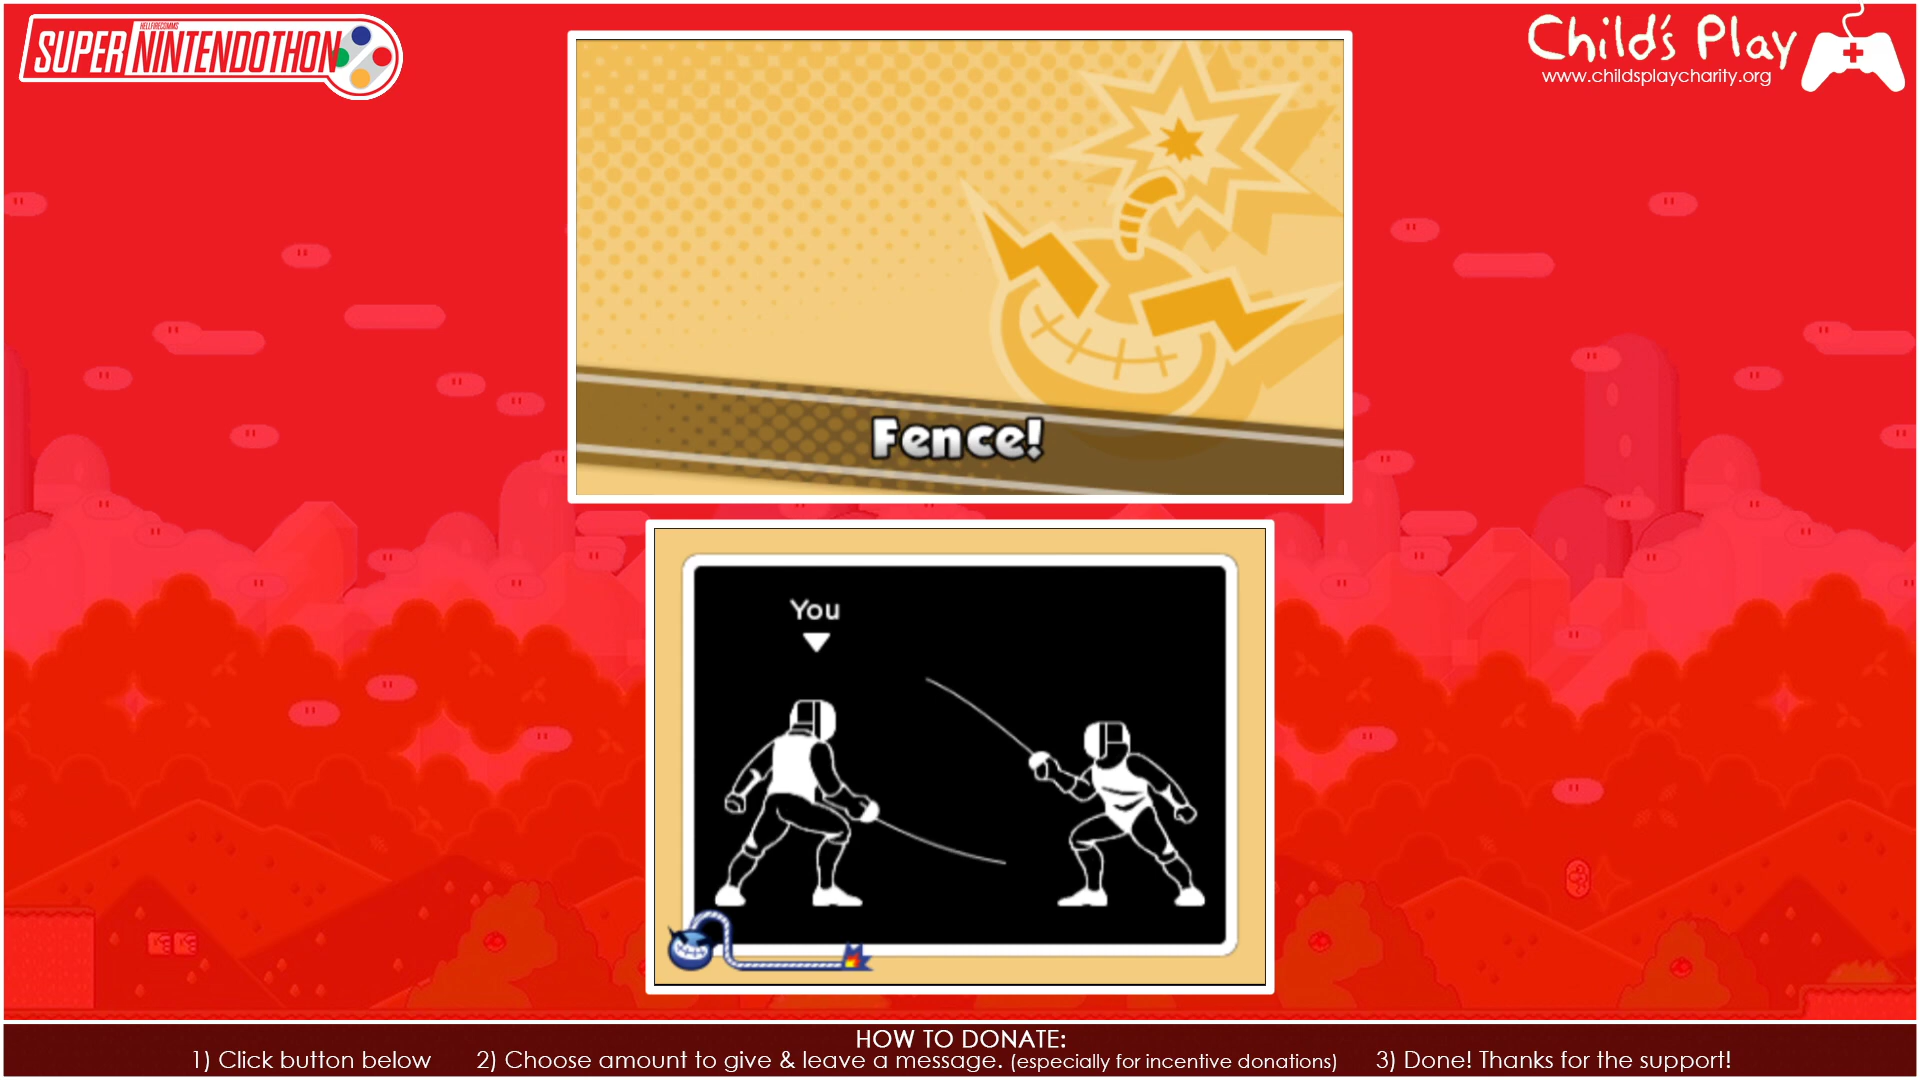 HELLFIRECOMMS
SUPER NINTENDOTHON
Child's Play
www.childsplaycharity.org
Fence!
You
HOW TO DONATE:
1) Click button below 2) Choose amount to give & leave a message. (especially for incentive donations) 3) Done! Thanks for the support!